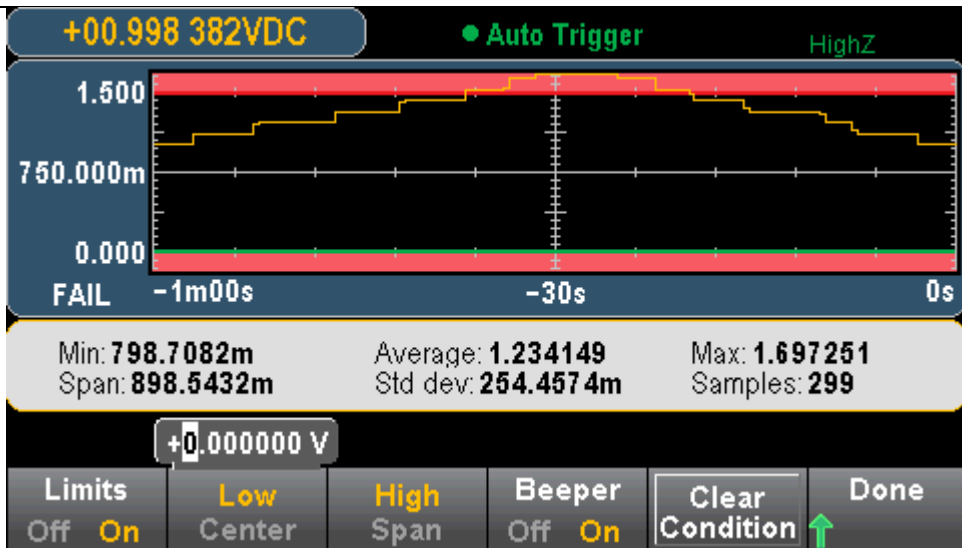 +00.998 382VDC
Auto Trigger
HighZ
1.500
750.000m
0.000
FAIL -1m00s -30s 0s
Min: 798.7082m Average: 1.234149 Max: 1.697251
Span: 898.5432m Std dev: 254.4574m Samples: 299
+0.000000 V
Limits Low High Beeper Clear Done
Off On Center Span Off On Condition